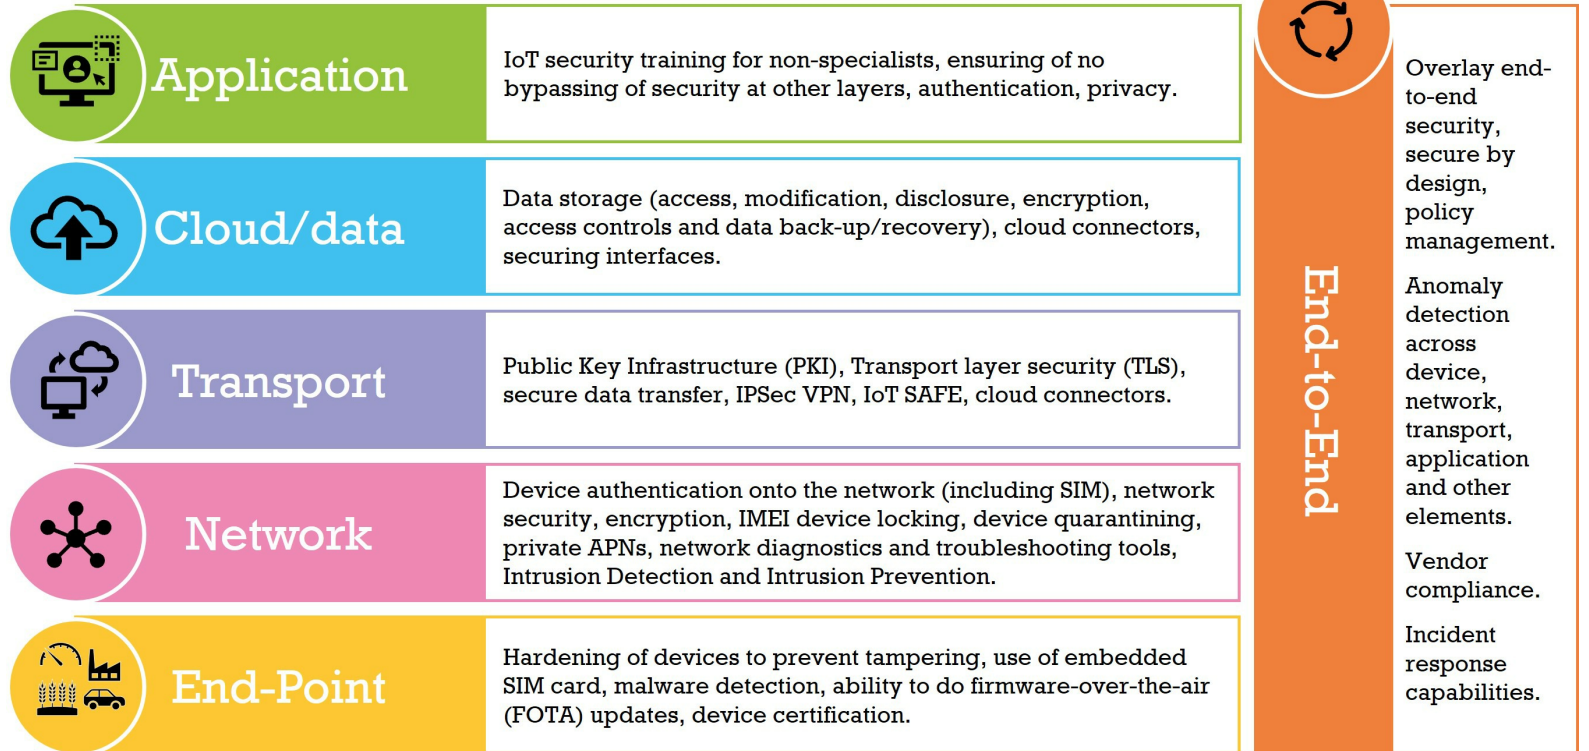 Application
IoT security training for non-specialists, ensuring of no
bypassing of security at other layers, authentication, privacy.
Cloud/data
Data storage (access, modification, disclosure, encryption,
access controls and data back-up/recovery), cloud connectors,
securing interfaces.
Transport
Public Key Infrastructure (PKI), Transport layer security (TLS),
secure data transfer, IPSec VPN, IoT SAFE, cloud connectors.
Network
Device authentication onto the network (including SIM), network
security, encryption, IMEI device locking, device quarantining,
private APNs, network diagnostics and troubleshooting tools,
Intrusion Detection and Intrusion Prevention.
End-Point
Hardening of devices to prevent tampering, use of embedded
SIM card, malware detection, ability to do firmware-over-the-air
(FOTA) updates, device certification.
End-to-End
Overlay end-
to-end
security,
secure by
design,
policy
management.
Anomaly
detection
across
device,
network,
transport,
application
and other
elements.
Vendor
compliance.
Incident
response
capabilities.